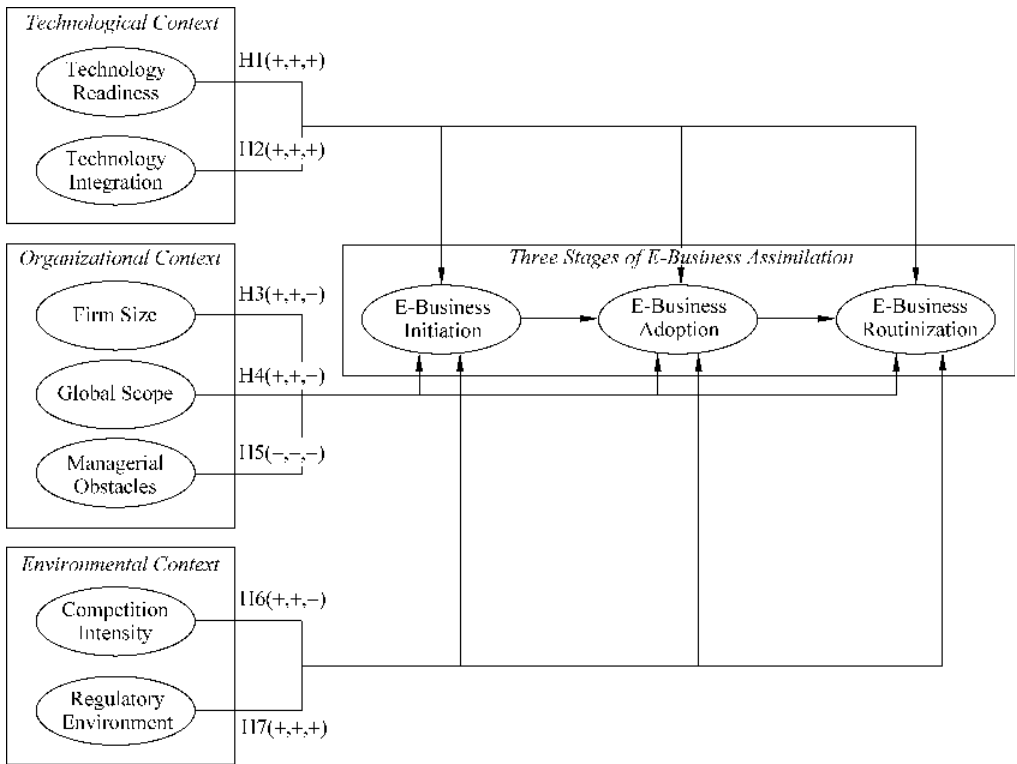 Technological Context
Technology
Readiness
H1(+,+,+)
Technology
Integration
H2(+,+,+)
Organizational Context
Firm Size
H3(+,+,−)
Global Scope
H4(+,+,−)
Managerial
Obstacles
H5(−,−,−)
Three Stages of E-Business Assimilation
E-Business
Initiation
E-Business
Adoption
E-Business
Routinization
Environmental Context
Competition
Intensity
H6(+,+,−)
Regulatory
Environment
H7(+,+,+)